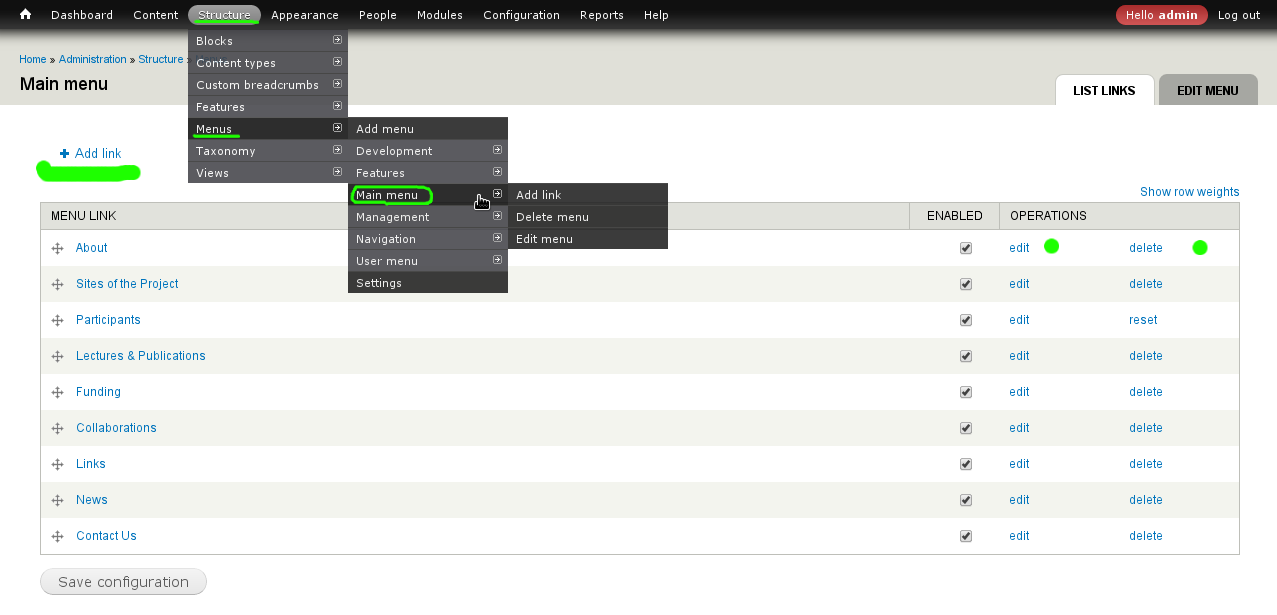 Dashboard Content Structure Appearance People Modules Configuration Reports Help Hello admin Log out
Blocks
Home » Administration » Structure »
Content types
Main menu
Custom breadcrumbs
LIST LINKS EDIT MENU
Features
Menus Add menu
+ Add link
Taxonomy Development
Views Features
Show row weights
Main menu Add link
MENU LINK Management Delete menu ENABLED OPERATIONS
Navigation Edit menu
About edit delete
User menu
Sites of the Project Settings edit delete
Participants edit reset
Lectures & Publications edit delete
Funding edit delete
Collaborations edit delete
Links edit delete
News edit delete
Contact Us edit delete
Save configuration